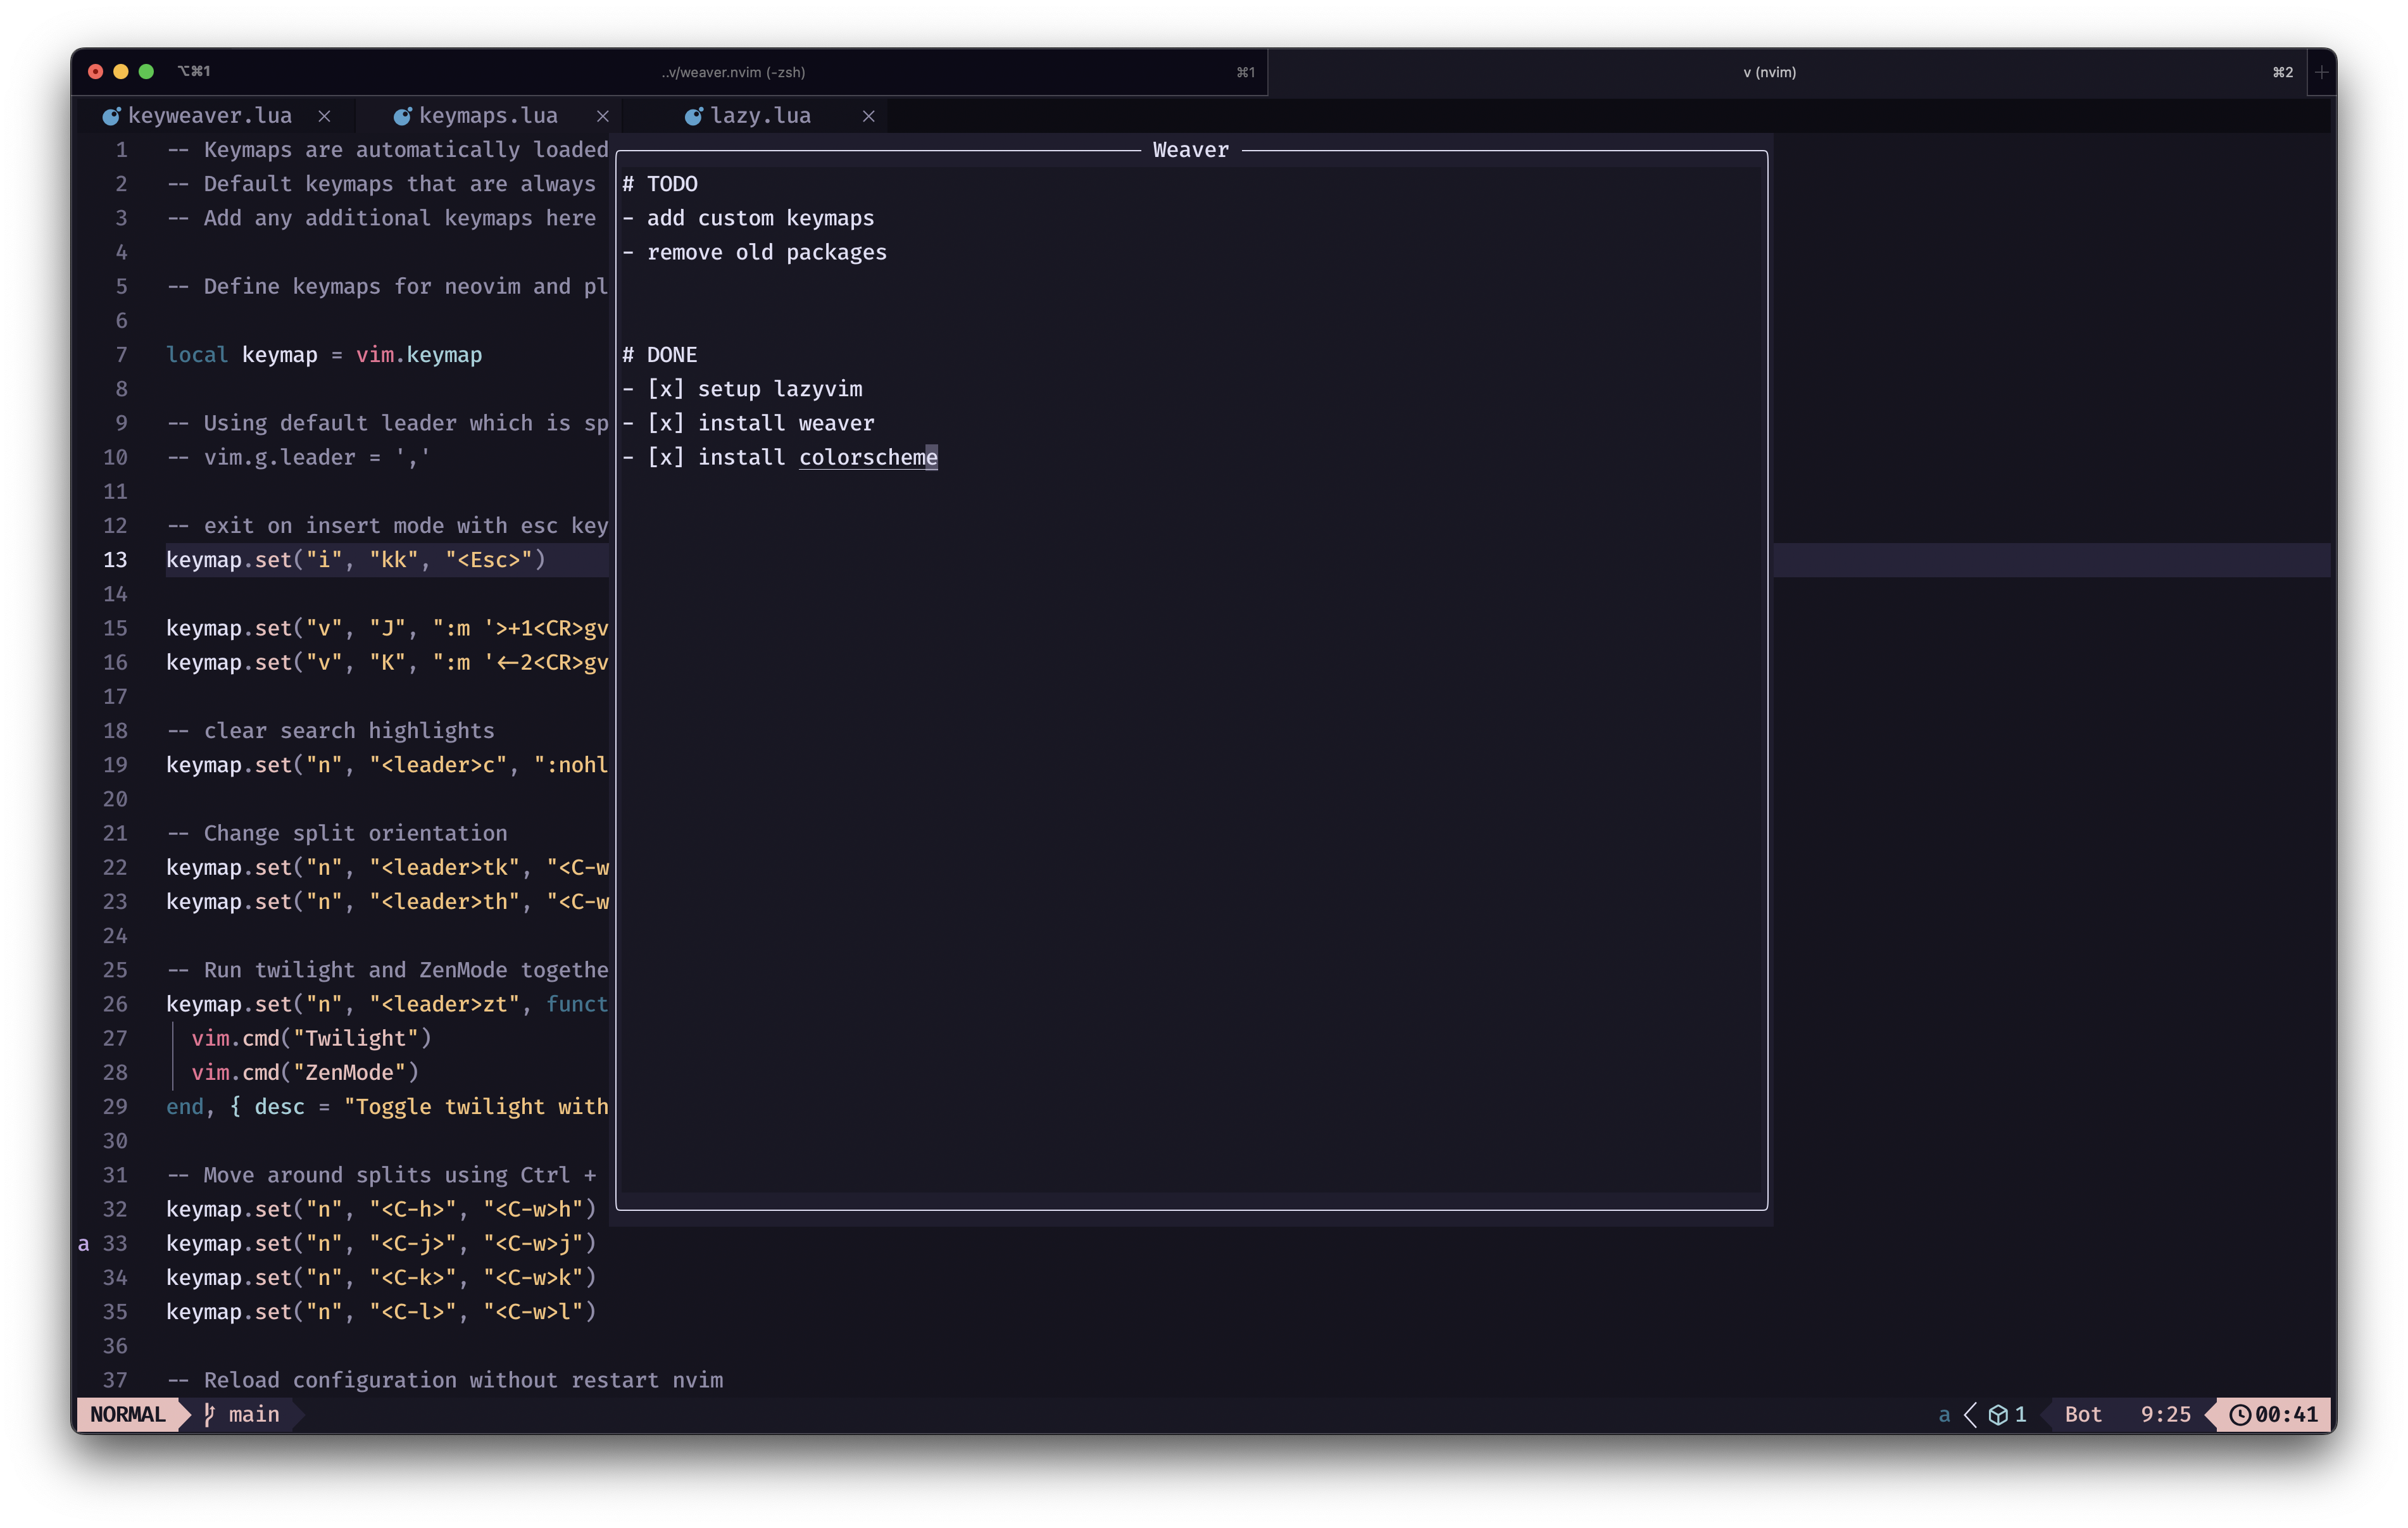 ⌥⌘1 ..v/weaver.nvim (-zsh) ⌘1 v (nvim) ⌘2 +
keyweaver.lua × keymaps.lua × lazy.lua ×
1 -- Keymaps are automatically loaded
2 -- Default keymaps that are always
3 -- Add any additional keymaps here
4
5 -- Define keymaps for neovim and pl
6
7 local keymap = vim.keymap
8
9 -- Using default leader which is sp
10 -- vim.g.leader = ','
11
12 -- exit on insert mode with esc key
13 keymap.set("i", "kk", "<Esc>")
14
15 keymap.set("v", "J", ":m '>+1<CR>gv
16 keymap.set("v", "K", ":m '<-2<CR>gv
17
18 -- clear search highlights
19 keymap.set("n", "<leader>c", ":nohl
20
21 -- Change split orientation
22 keymap.set("n", "<leader>tk", "<C-w
23 keymap.set("n", "<leader>th", "<C-w
24
25 -- Run twilight and ZenMode togethe
26 keymap.set("n", "<leader>zt", funct
27 vim.cmd("Twilight")
28 vim.cmd("ZenMode")
29 end, { desc = "Toggle twilight with
30
31 -- Move around splits using Ctrl +
32 keymap.set("n", "<C-h>", "<C-w>h")
a 33 keymap.set("n", "<C-j>", "<C-w>j")
34 keymap.set("n", "<C-k>", "<C-w>k")
35 keymap.set("n", "<C-l>", "<C-w>l")
36
37 -- Reload configuration without restart nvim
Weaver
# TODO
- add custom keymaps
- remove old packages
# DONE
- [x] setup lazyvim
- [x] install weaver
- [x] install colorscheme
NORMAL main a 1 Bot 9:25 00:41